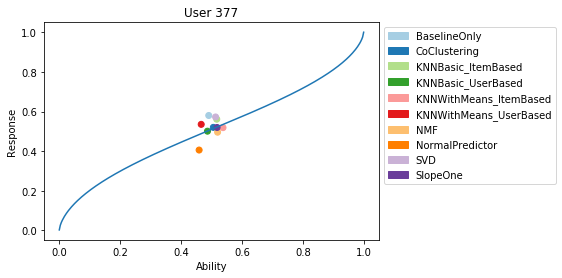 User 377
1.0
0.8
0.6
0.4
0.2
0.0
Response
0.0 0.2 0.4 0.6 0.8 1.0
Ability
BaselineOnly
CoClustering
KNNBasic_ItemBased
KNNBasic_UserBased
KNNWithMeans_ItemBased
KNNWithMeans_UserBased
NMF
NormalPredictor
SVD
SlopeOne